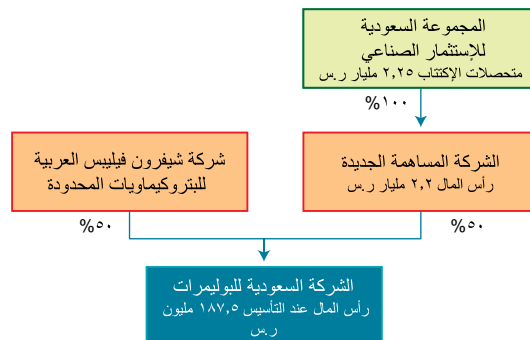 المجموعة السعودية
للإستثمار الصناعي
متحصلات الإكتتاب ٢,٢٥ مليار ر.س
%١٠٠
الشركة المساهمة الجديدة
رأس المال ٢,٢ مليار ر.س
شركة شيفرون فيليبس العربية
للبتروكيماويات المحدودة
%٥٠
%٥٠
الشركة السعودية للبوليمرات
رأس المال عند التأسيس ١٨٧,٥ مليون
ر.س